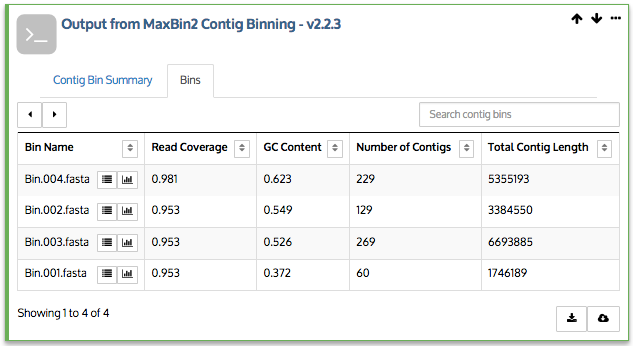 Output from MaxBin2 Contig Binning - v2.2.3
Contig Bin Summary Bins
Search contig bins
Bin Name Read Coverage GC Content Number of Contigs Total Contig Length
Bin.004.fasta 0.981 0.623 229 5355193
Bin.002.fasta 0.953 0.549 129 3384550
Bin.003.fasta 0.953 0.526 269 6693885
Bin.001.fasta 0.953 0.372 60 1746189
Showing 1 to 4 of 4